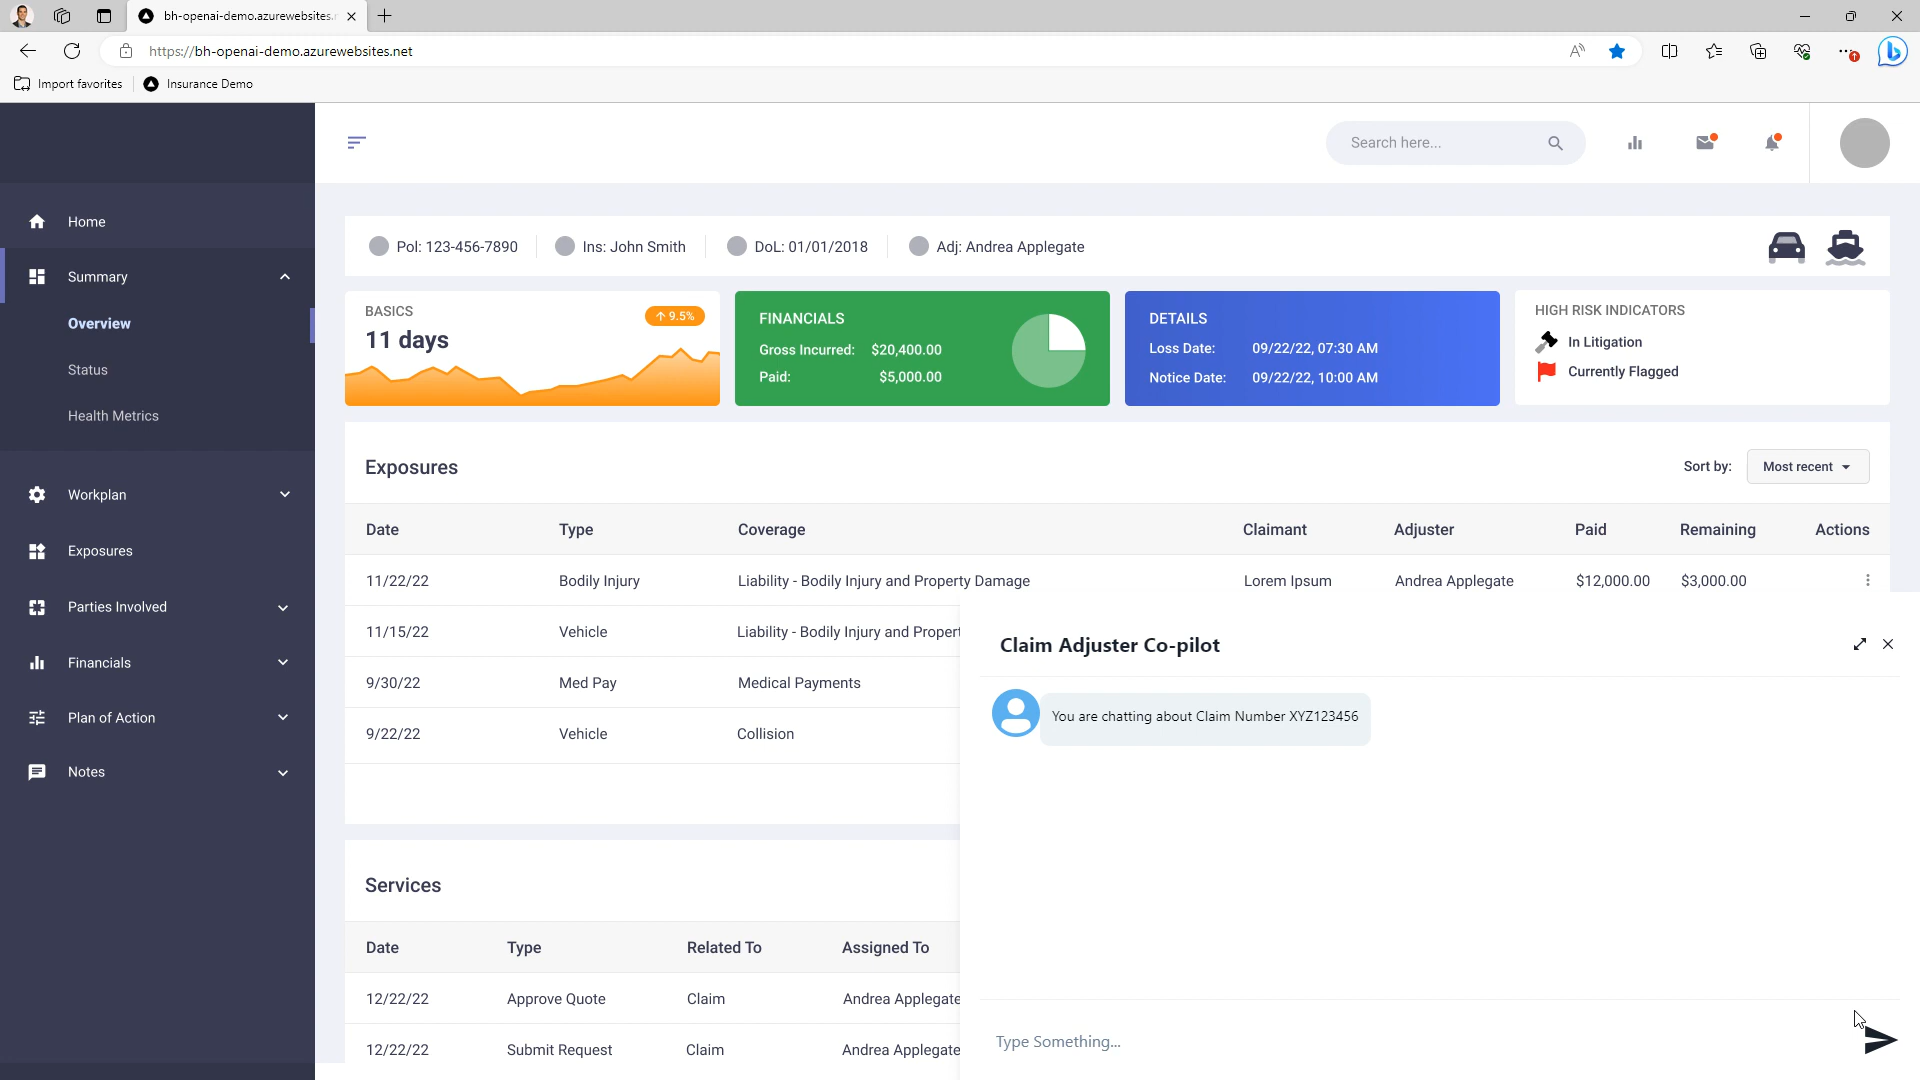 bh-openai-demo.azurewebsites.
https://bh-openai-demo.azurewebsites.net
Import favorites
Insurance Demo
Search here...
Home
Summary
Overview
Status
Health Metrics
Workplan
Exposures
Parties Involved
Financials
Plan of Action
Notes
Pol: 123-456-7890
Ins: John Smith
DoL: 01/01/2018
Adj: Andrea Applegate
BASICS
11 days
9.5%
FINANCIALS
Gross Incurred: $20,400.00
Paid: $5,000.00
DETAILS
Loss Date: 09/22/22, 07:30 AM
Notice Date: 09/22/22, 10:00 AM
HIGH RISK INDICATORS
In Litigation
Currently Flagged
Exposures
Sort by: Most recent
Date Type Coverage Claimant Adjuster Paid Remaining Actions
11/22/22 Bodily Injury Liability - Bodily Injury and Property Damage Lorem Ipsum Andrea Applegate $12,000.00 $3,000.00
11/15/22 Vehicle Liability - Bodily Injury and Propert
9/30/22 Med Pay Medical Payments
9/22/22 Vehicle Collision
Services
Date Type Related To Assigned To
12/22/22 Approve Quote Claim Andrea Applegate
12/22/22 Submit Request Claim Andrea Applegate
Claim Adjuster Co-pilot
You are chatting about Claim Number XYZ123456
Type Something...